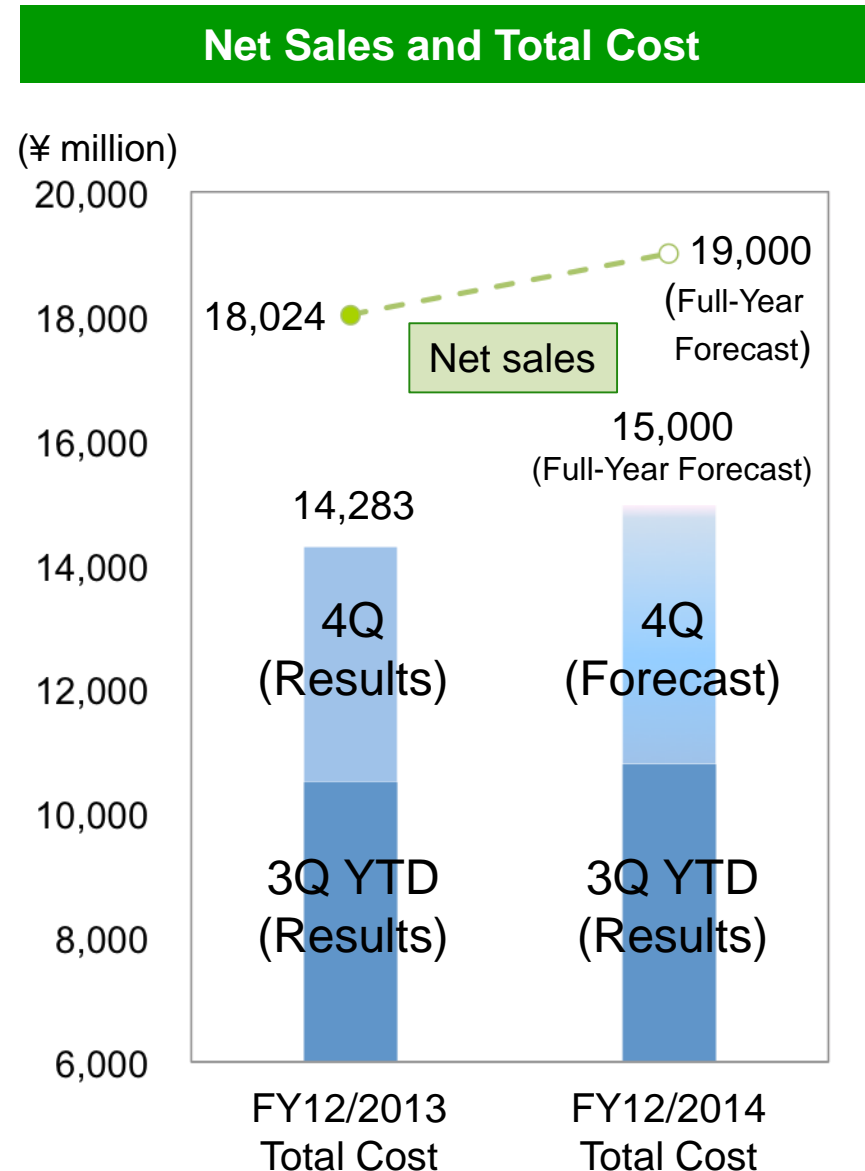 Net Sales and Total Cost
(¥ million)
20,000
18,000
16,000
14,000
12,000
10,000
8,000
6,000
18,024
19,000
(Full-Year
Forecast)
Net sales
15,000
(Full-Year Forecast)
14,283
4Q
(Results)
4Q
(Forecast)
3Q YTD
(Results)
3Q YTD
(Results)
FY12/2013
Total Cost
FY12/2014
Total Cost